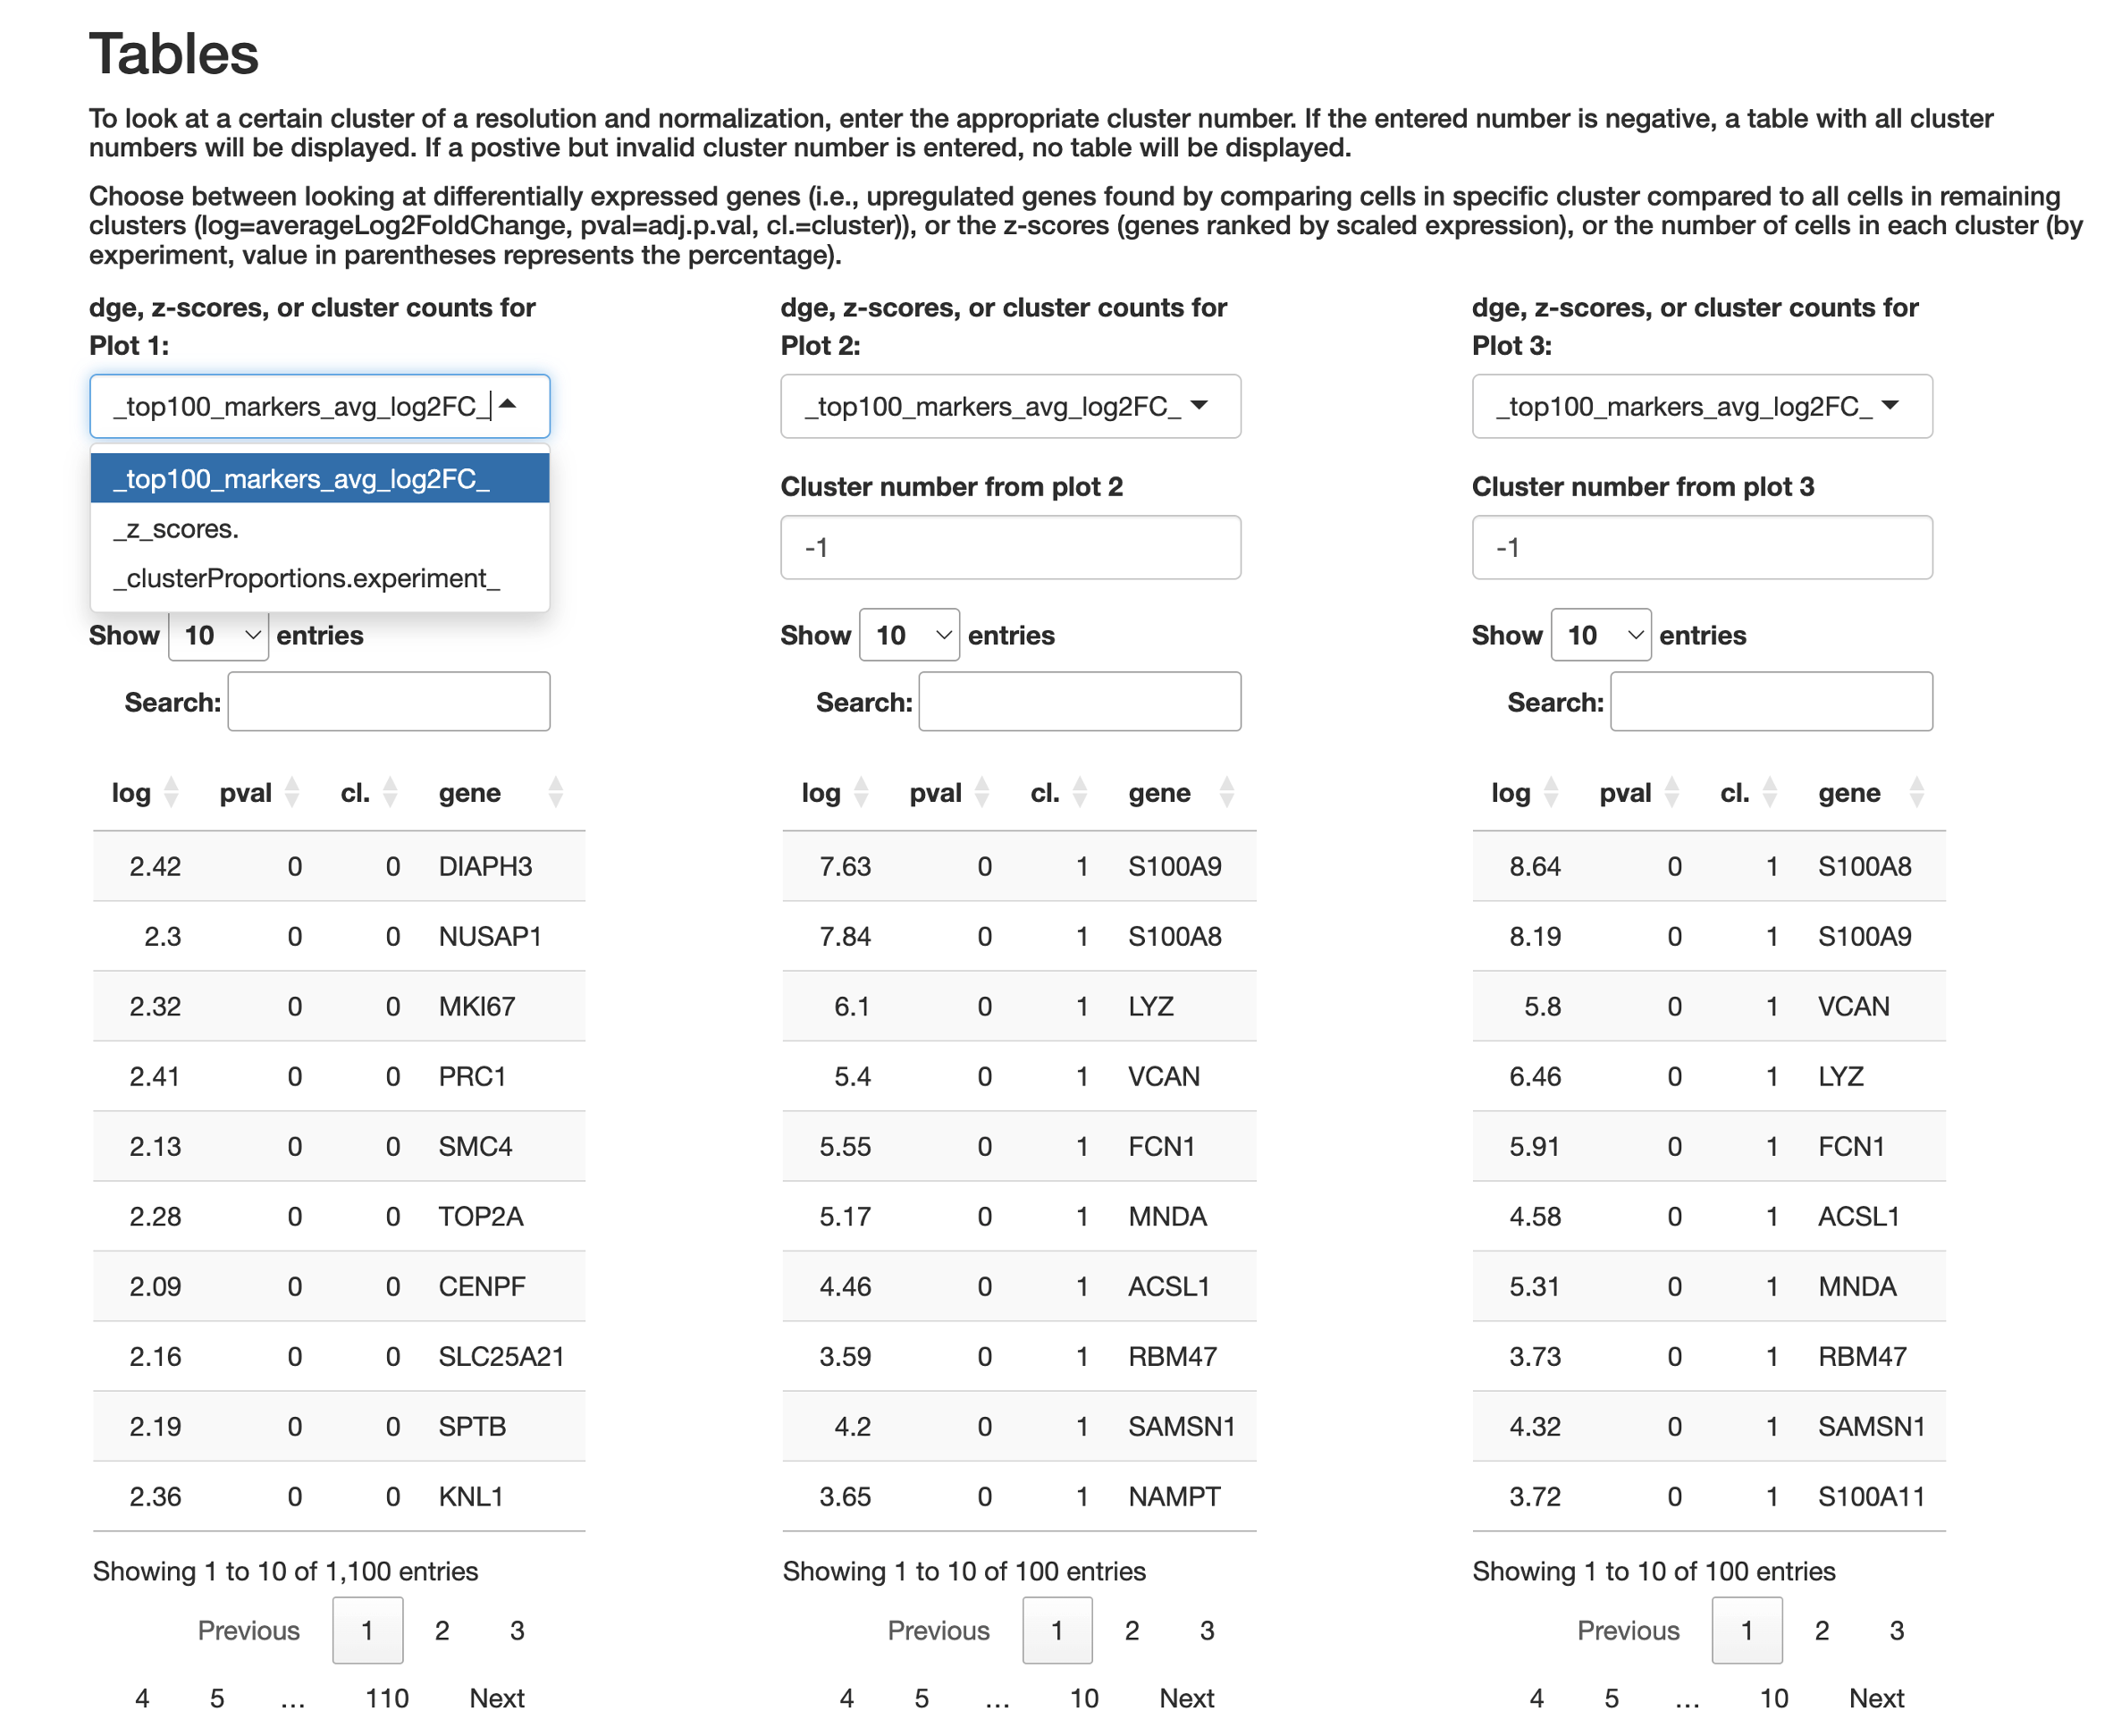 Tables
To look at a certain cluster of a resolution and normalization, enter the appropriate cluster number. If the entered number is negative, a table with all cluster
numbers will be displayed. If a postive but invalid cluster number is entered, no table will be displayed.
Choose between looking at differentially expressed genes (i.e., upregulated genes found by comparing cells in specific cluster compared to all cells in remaining
clusters (log=averageLog2FoldChange, pval=adj.p.val, cl.=cluster)), or the z-scores (genes ranked by scaled expression), or the number of cells in each cluster (by
experiment, value in parentheses represents the percentage).
dge, z-scores, or cluster counts for
Plot 1:
_top100_markers_avg_log2FC_
_top100_markers_avg_log2FC_
_z_scores.
_clusterProportions.experiment_
Show 10 entries
Search:
log pval cl. gene
2.42 0 0 DIAPH3
2.3 0 0 NUSAP1
2.32 0 0 MKI67
2.41 0 0 PRC1
2.13 0 0 SMC4
2.28 0 0 TOP2A
2.09 0 0 CENPF
2.16 0 0 SLC25A21
2.19 0 0 SPTB
2.36 0 0 KNL1
Showing 1 to 10 of 1,100 entries
Previous 1 2 3
4 5 … 110 Next
dge, z-scores, or cluster counts for
Plot 2:
_top100_markers_avg_log2FC_
Cluster number from plot 2
-1
Show 10 entries
Search:
log pval cl. gene
7.63 0 1 S100A9
7.84 0 1 S100A8
6.1 0 1 LYZ
5.4 0 1 VCAN
5.55 0 1 FCN1
5.17 0 1 MNDA
4.46 0 1 ACSL1
3.59 0 1 RBM47
4.2 0 1 SAMSN1
3.65 0 1 NAMPT
Showing 1 to 10 of 100 entries
Previous 1 2 3
4 5 … 10 Next
dge, z-scores, or cluster counts for
Plot 3:
_top100_markers_avg_log2FC_
Cluster number from plot 3
-1
Show 10 entries
Search:
log pval cl. gene
8.64 0 1 S100A8
8.19 0 1 S100A9
5.8 0 1 VCAN
6.46 0 1 LYZ
5.91 0 1 FCN1
4.58 0 1 ACSL1
5.31 0 1 MNDA
3.73 0 1 RBM47
4.32 0 1 SAMSN1
3.72 0 1 S100A11
Showing 1 to 10 of 100 entries
Previous 1 2 3
4 5 … 10 Next